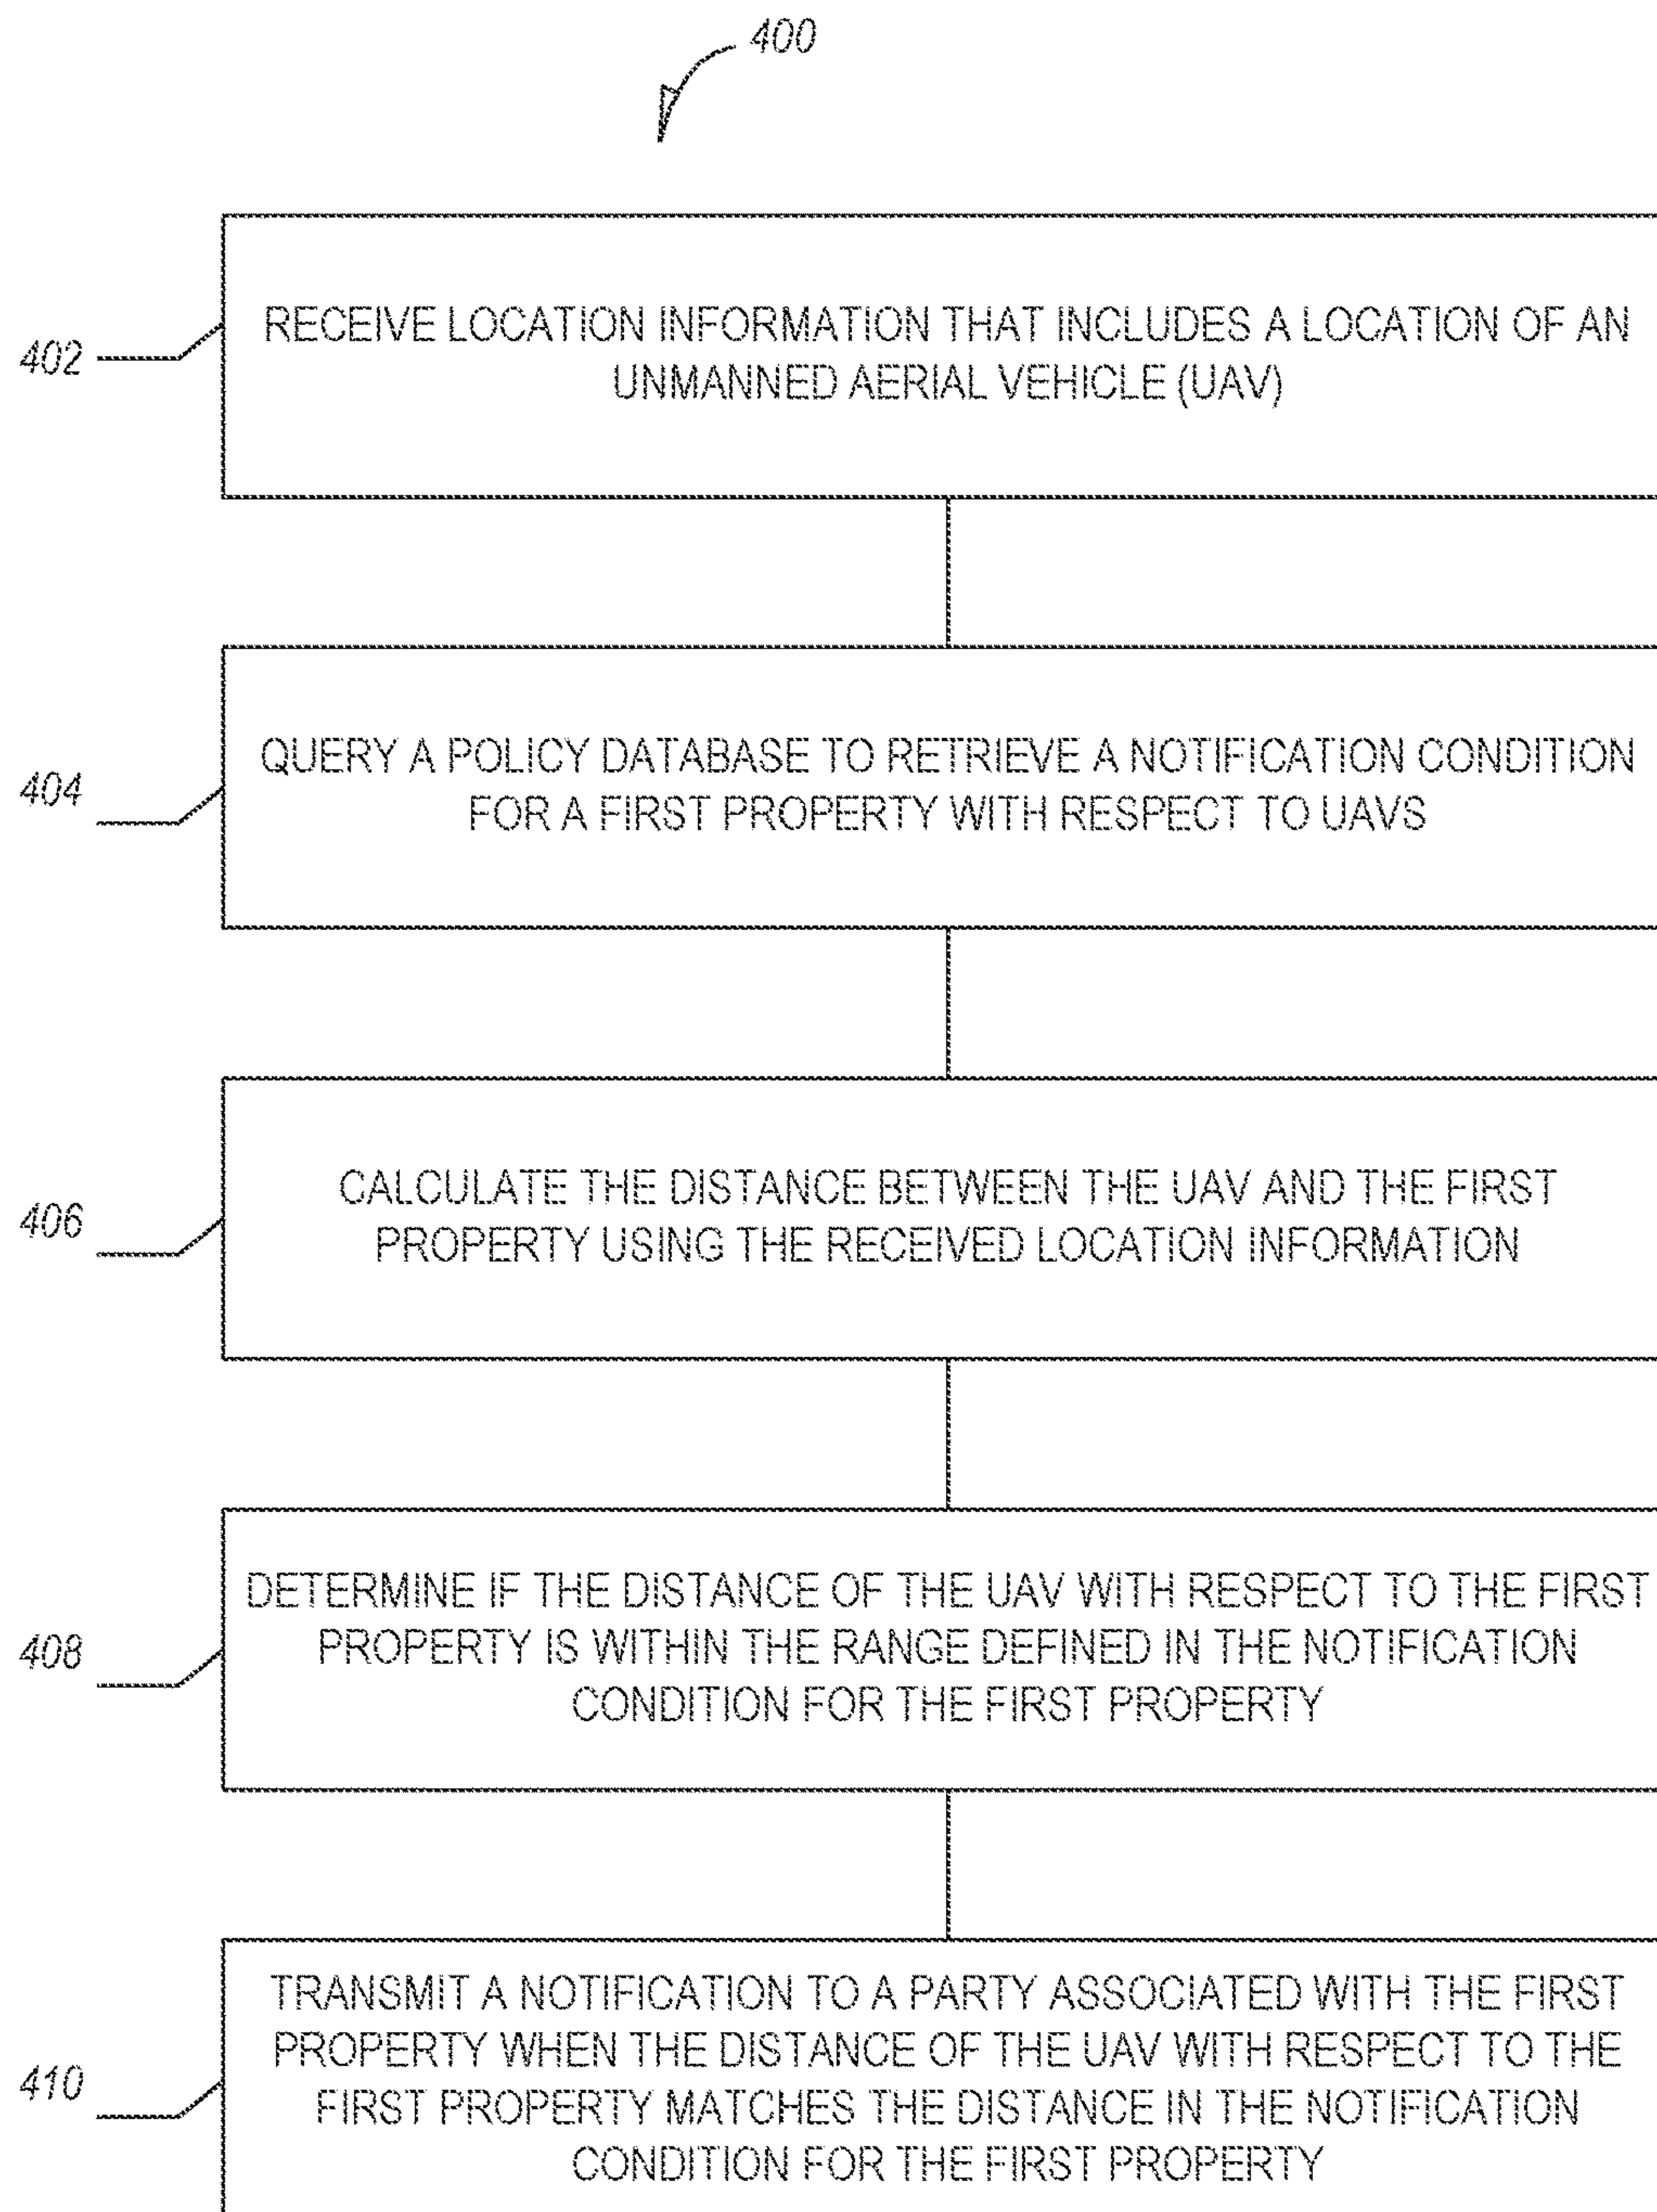 400
402
RECEIVE LOCATION INFORMATION THAT INCLUDES A LOCATION OF AN
UNMANNED AERIAL VEHICLE (UAV)
404
QUERY A POLICY DATABASE TO RETRIEVE A NOTIFICATION CONDITION
FOR A FIRST PROPERTY WITH RESPECT TO UAVS
406
CALCULATE THE DISTANCE BETWEEN THE UAV AND THE FIRST
PROPERTY USING THE RECEIVED LOCATION INFORMATION
408
DETERMINE IF THE DISTANCE OF THE UAV WITH RESPECT TO THE FIRST
PROPERTY IS WITHIN THE RANGE DEFINED IN THE NOTIFICATION
CONDITION FOR THE FIRST PROPERTY
410
TRANSMIT A NOTIFICATION TO A PARTY ASSOCIATED WITH THE FIRST
PROPERTY WHEN THE DISTANCE OF THE UAV WITH RESPECT TO THE
FIRST PROPERTY MATCHES THE DISTANCE IN THE NOTIFICATION
CONDITION FOR THE FIRST PROPERTY